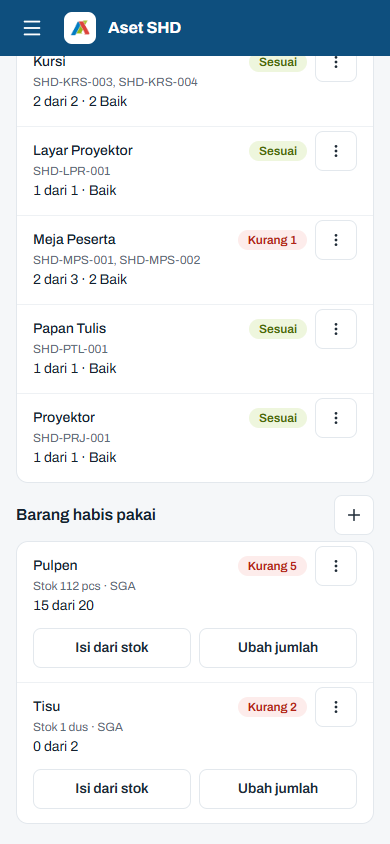 Aset SHD
Kursi
Sesuai
SHD-KRS-003, SHD-KRS-004
2 dari 2 · 2 Baik
Layar Proyektor
Sesuai
SHD-LPR-001
1 dari 1 · Baik
Meja Peserta
Kurang 1
SHD-MPS-001, SHD-MPS-002
2 dari 3 · 2 Baik
Papan Tulis
Sesuai
SHD-PTL-001
1 dari 1 · Baik
Proyektor
Sesuai
SHD-PRJ-001
1 dari 1 · Baik
Barang habis pakai
Pulpen
Kurang 5
Stok 112 pcs · SGA
15 dari 20
Isi dari stok
Ubah jumlah
Tisu
Kurang 2
Stok 1 dus · SGA
0 dari 2
Isi dari stok
Ubah jumlah